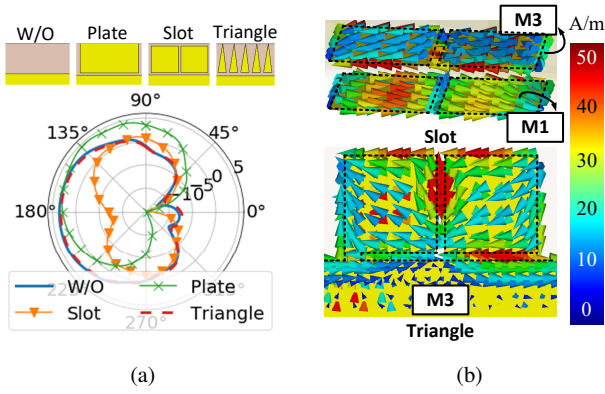 W/O Plate Slot Triangle
90°
135° 45°
180° 0°
-10 -5 0 5
270°
W/O Plate
Slot Triangle
(a)
M3
A/m
50
40
30
20
10
0
Slot
M1
M3
Triangle
(b)